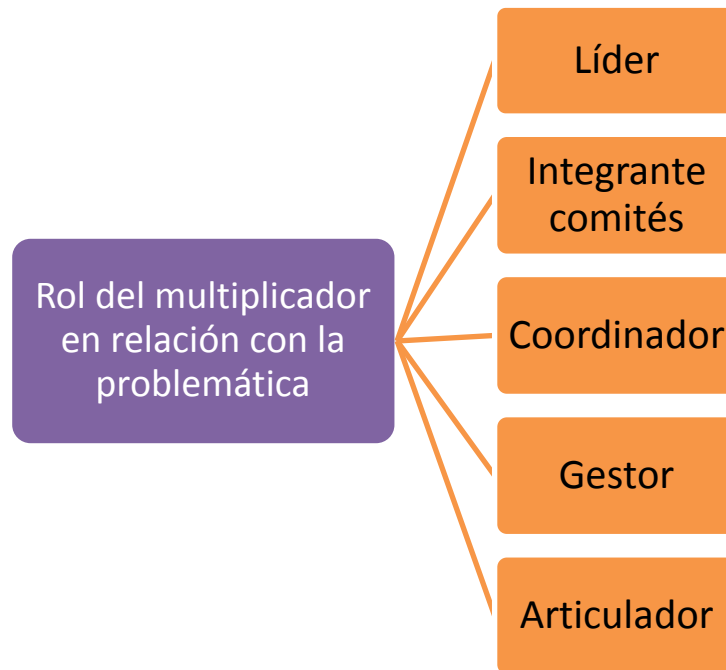 Líder
Integrante
comités
Rol del multiplicador
en relación con la
problemática
Coordinador
Gestor
Articulador